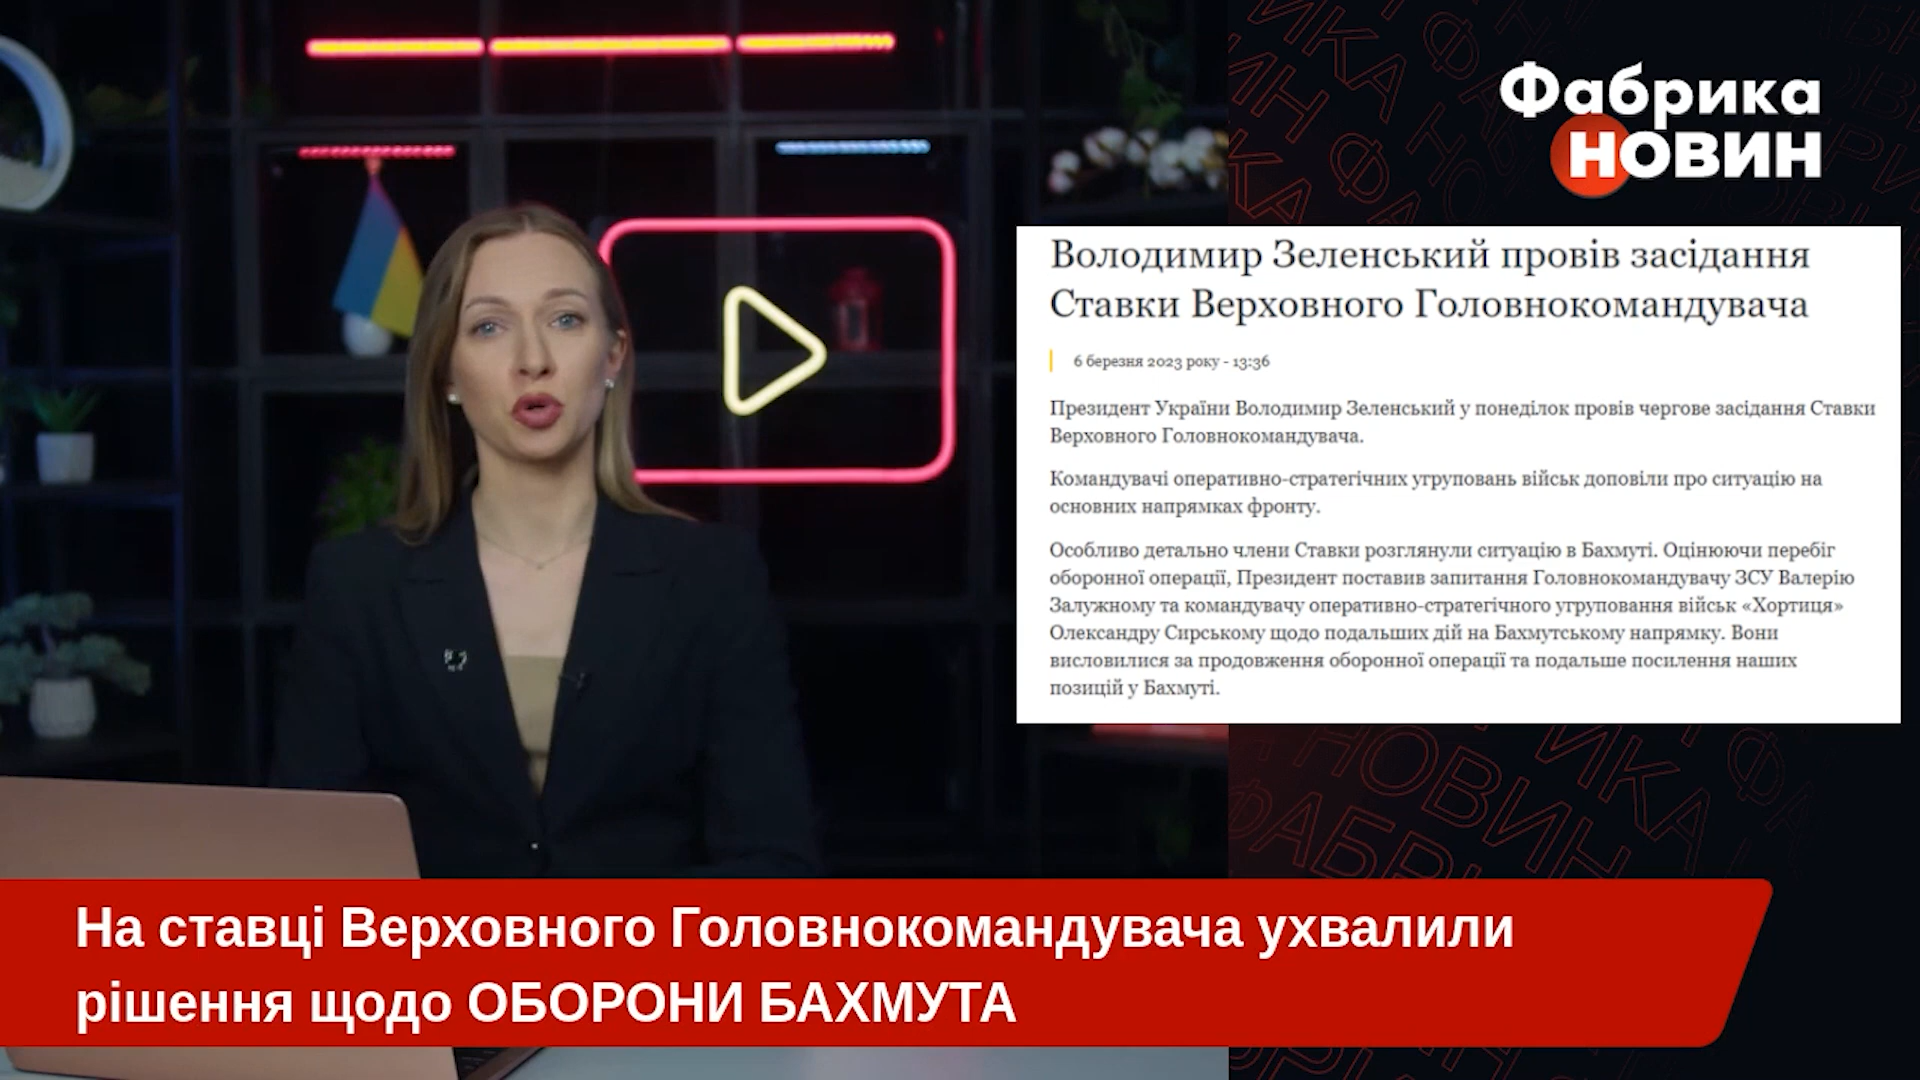 Фабрика
НОВИН
Володимир Зеленський провів засідання
Ставки Верховного Головнокомандувача
6 березня 2023 року - 13:36
Президент України Володимир Зеленський у понеділок провів чергове засідання Ставки
Верховного Головнокомандувача.
Командувачі оперативно-стратегічних угруповань військ доповіли про ситуацію на
основних напрямках фронту.
Особливо детально члени Ставки розглянули ситуацію в Бахмуті. Оцінюючи перебіг
оборонної операції, Президент поставив запитання Головнокомандувачу ЗСУ Валерію
Залужному та командувачу оперативно-стратегічного угруповання військ «Хортиця»
Олександру Сирському щодо подальших дій на Бахмутському напрямку. Вони
висловилися за продовження оборонної операції та подальше посилення наших
позицій у Бахмуті.
На ставці Верховного Головнокомандувача ухвалили
рішення щодо ОБОРОНИ БАХМУТА